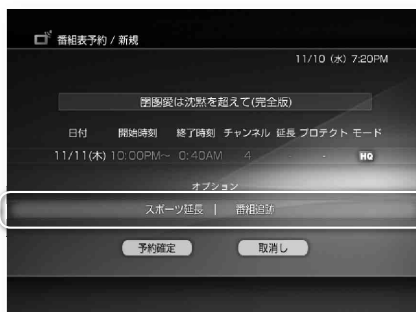 番組表予約 / 新規
11/10 (水) 7:20PM
愛は沈黙を超えて(完全版)
日付 開始時刻 終了時刻 チャンネル 延長 プロテクト モード
11/11(木) 10:00PM～ 0:40AM 4 - HQ
オプション
スポーツ延長 | 番組追跡
予約確定 取消し